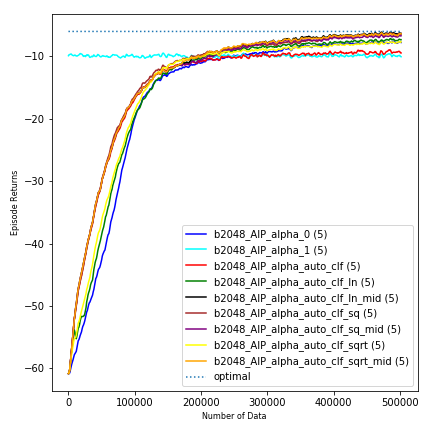 −10
−20
−30
−40
−50
−60
Episode Returns
0
100000
200000
300000
400000
500000
Number of Data
b2048_AIP_alpha_0 (5)
b2048_AIP_alpha_1 (5)
b2048_AIP_alpha_auto_clf (5)
b2048_AIP_alpha_auto_clf_ln (5)
b2048_AIP_alpha_auto_clf_ln_mid (5)
b2048_AIP_alpha_auto_clf_sq (5)
b2048_AIP_alpha_auto_clf_sq_mid (5)
b2048_AIP_alpha_auto_clf_sqrt (5)
b2048_AIP_alpha_auto_clf_sqrt_mid (5)
optimal